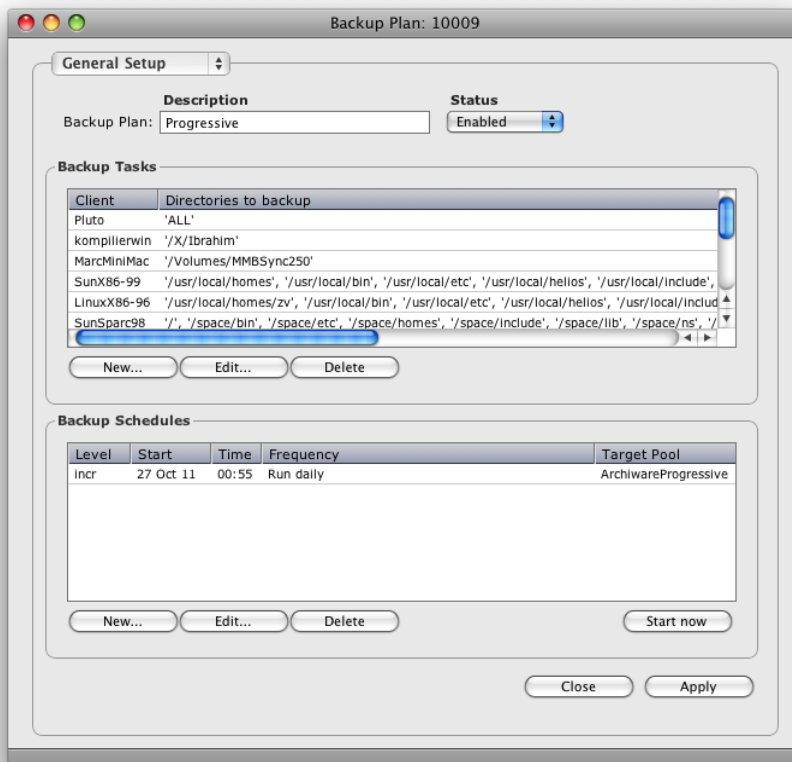 Backup Plan: 10009
General Setup
Description Status
Backup Plan: Progressive Enabled
Backup Tasks
Client Directories to backup
Pluto 'ALL'
kompilierwin '/X/Ibrahim'
MarcMiniMac '/Volumes/MMBSync250'
SunX86-99 '/usr/local/homes', '/usr/local/bin', '/usr/local/etc', '/usr/local/helios', '/usr/local/include',
LinuxX86-96 '/usr/local/homes/zv', '/usr/local/bin', '/usr/local/etc', '/usr/local/helios', '/usr/local/includ
SunSparc98 '/', '/space/bin', '/space/etc', '/space/homes', '/space/include', '/space/lib', '/space/ns', '/
New... Edit... Delete
Backup Schedules
Level Start Time Frequency Target Pool
incr 27 Oct 11 00:55 Run daily ArchiwareProgressive
New... Edit... Delete Start now
Close Apply